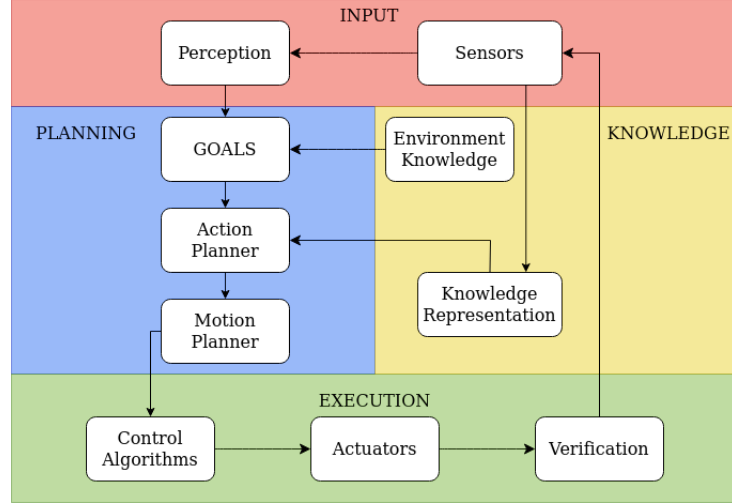 INPUT
Perception
Sensors
PLANNING
KNOWLEDGE
GOALS
Environment
Knowledge
Action
Planner
Knowledge
Representation
Motion
Planner
EXECUTION
Control
Algorithms
Actuators
Verification